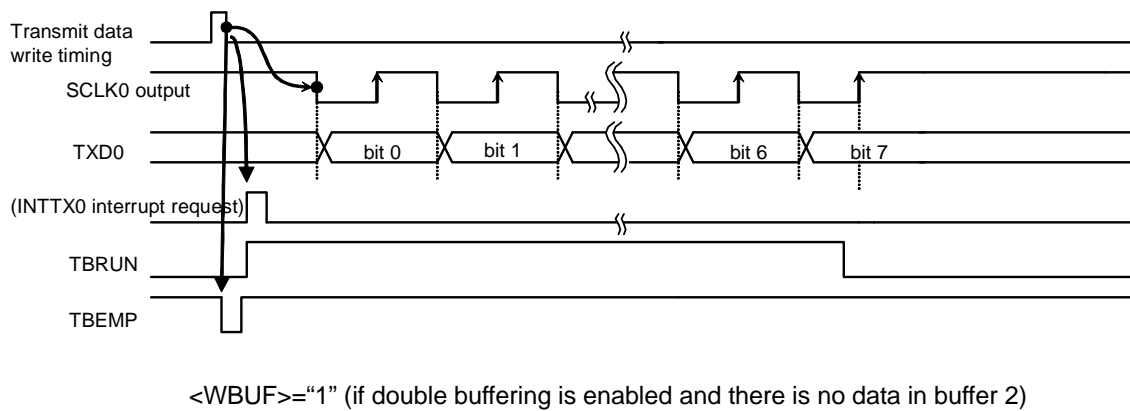 Transmit data
write timing
SCLK0 output
TXD0
bit 0 bit 1 bit 6 bit 7
(INTTX0 interrupt request)
TBRUN
TBEMP
<WBUF>=“1” (if double buffering is enabled and there is no data in buffer 2)